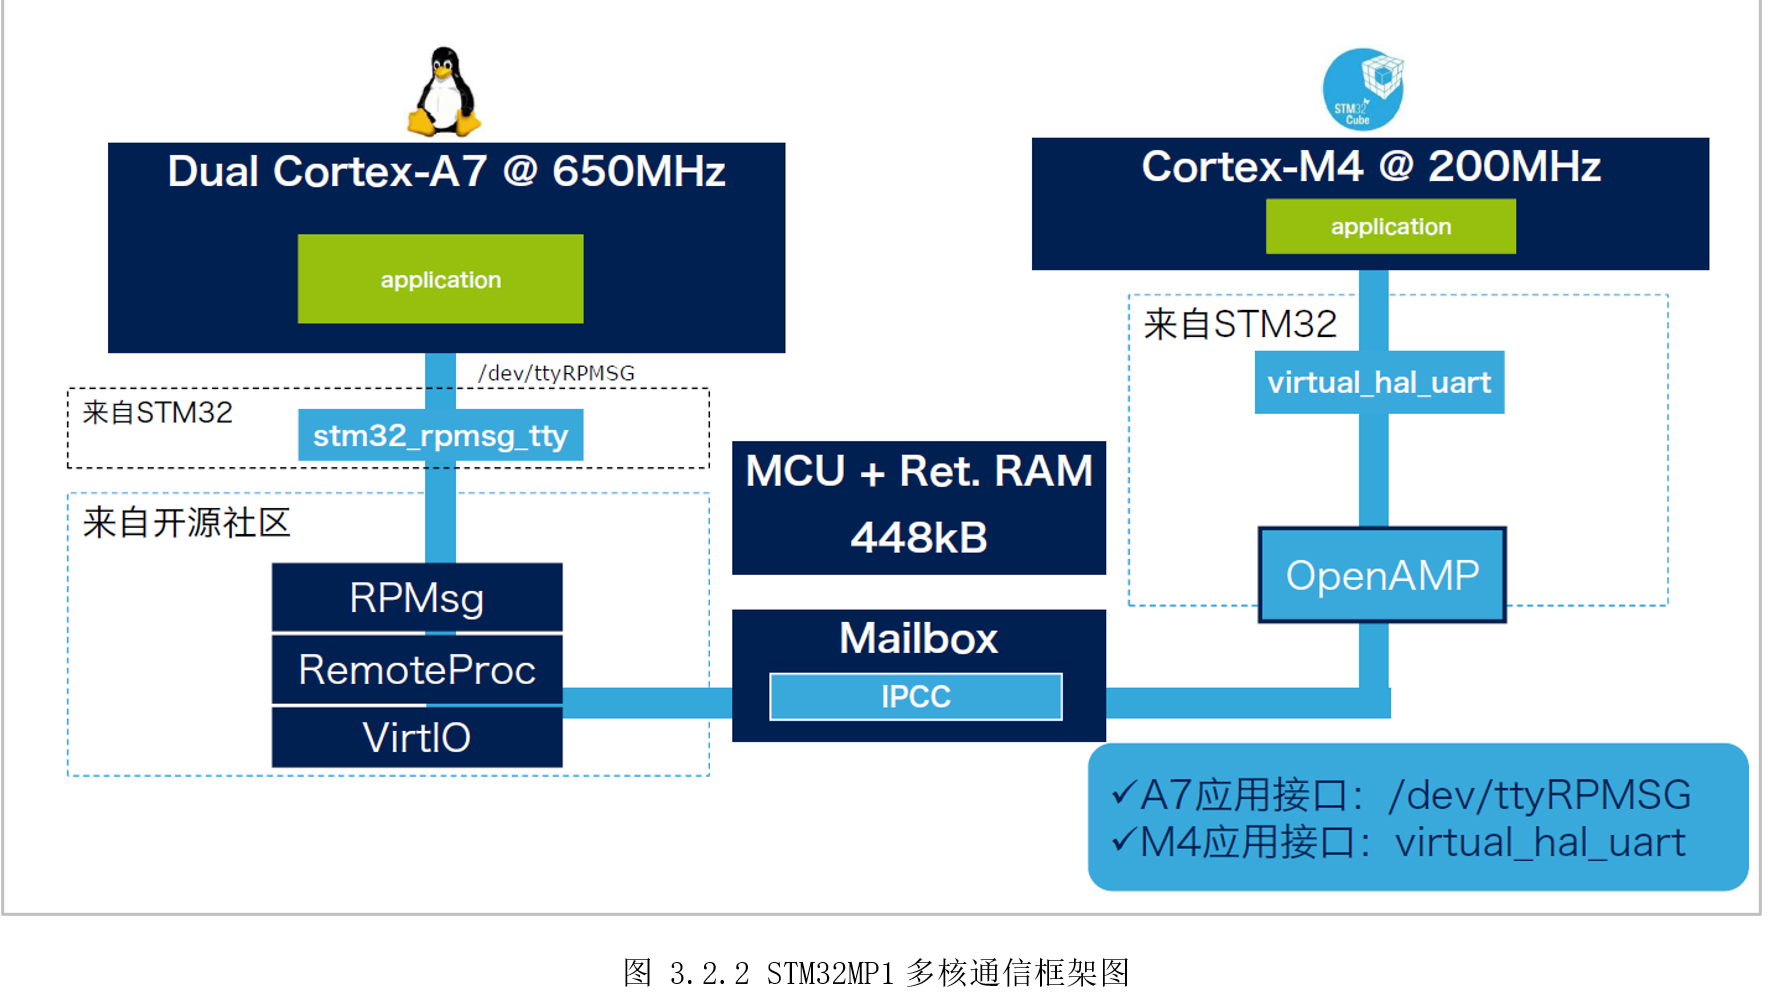 Dual Cortex-A7 @ 650MHz
application
/dev/ttyRPMSG
来自STM32
stm32_rpmsg_tty
来自开源社区
RPMsg
RemoteProc
VirtIO
MCU + Ret. RAM
448kB
Mailbox
IPCC
STM32
Cube
Cortex-M4 @ 200MHz
application
来自STM32
virtual_hal_uart
OpenAMP
✓A7应用接口：/dev/ttyRPMSG
✓M4应用接口：virtual_hal_uart
图 3.2.2 STM32MP1 多核通信框架图